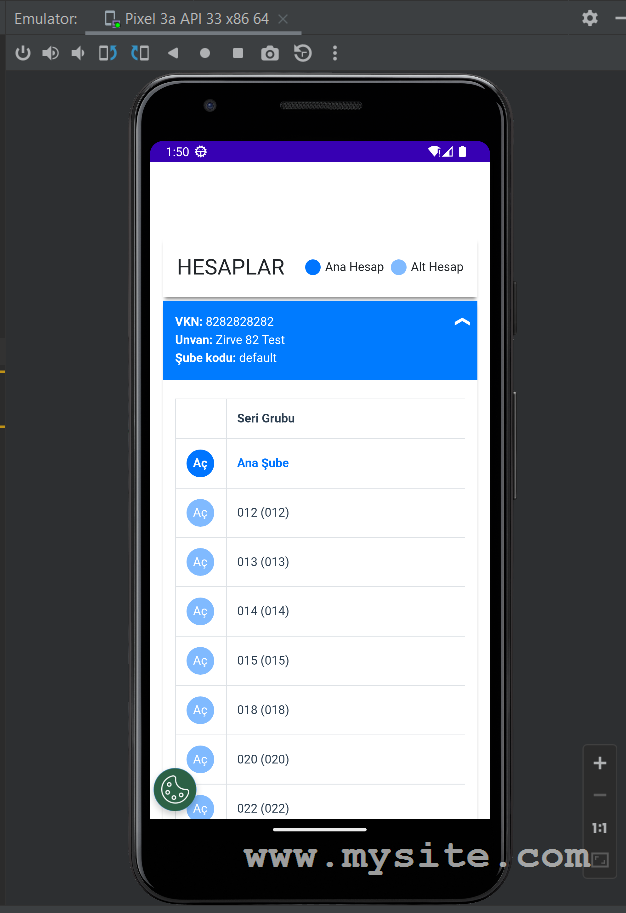 Emulator: Pixel 3a API 33 x86 64
1:50
HESAPLAR Ana Hesap Alt Hesap
VKN: 8282828282
Unvan: Zirve 82 Test
Şube kodu: default
Seri Grubu
Aç Ana Şube
Aç 012 (012)
Aç 013 (013)
Aç 014 (014)
Aç 015 (015)
Aç 018 (018)
Aç 020 (020)
Aç 022 (022)
1:1
www.mysite.com